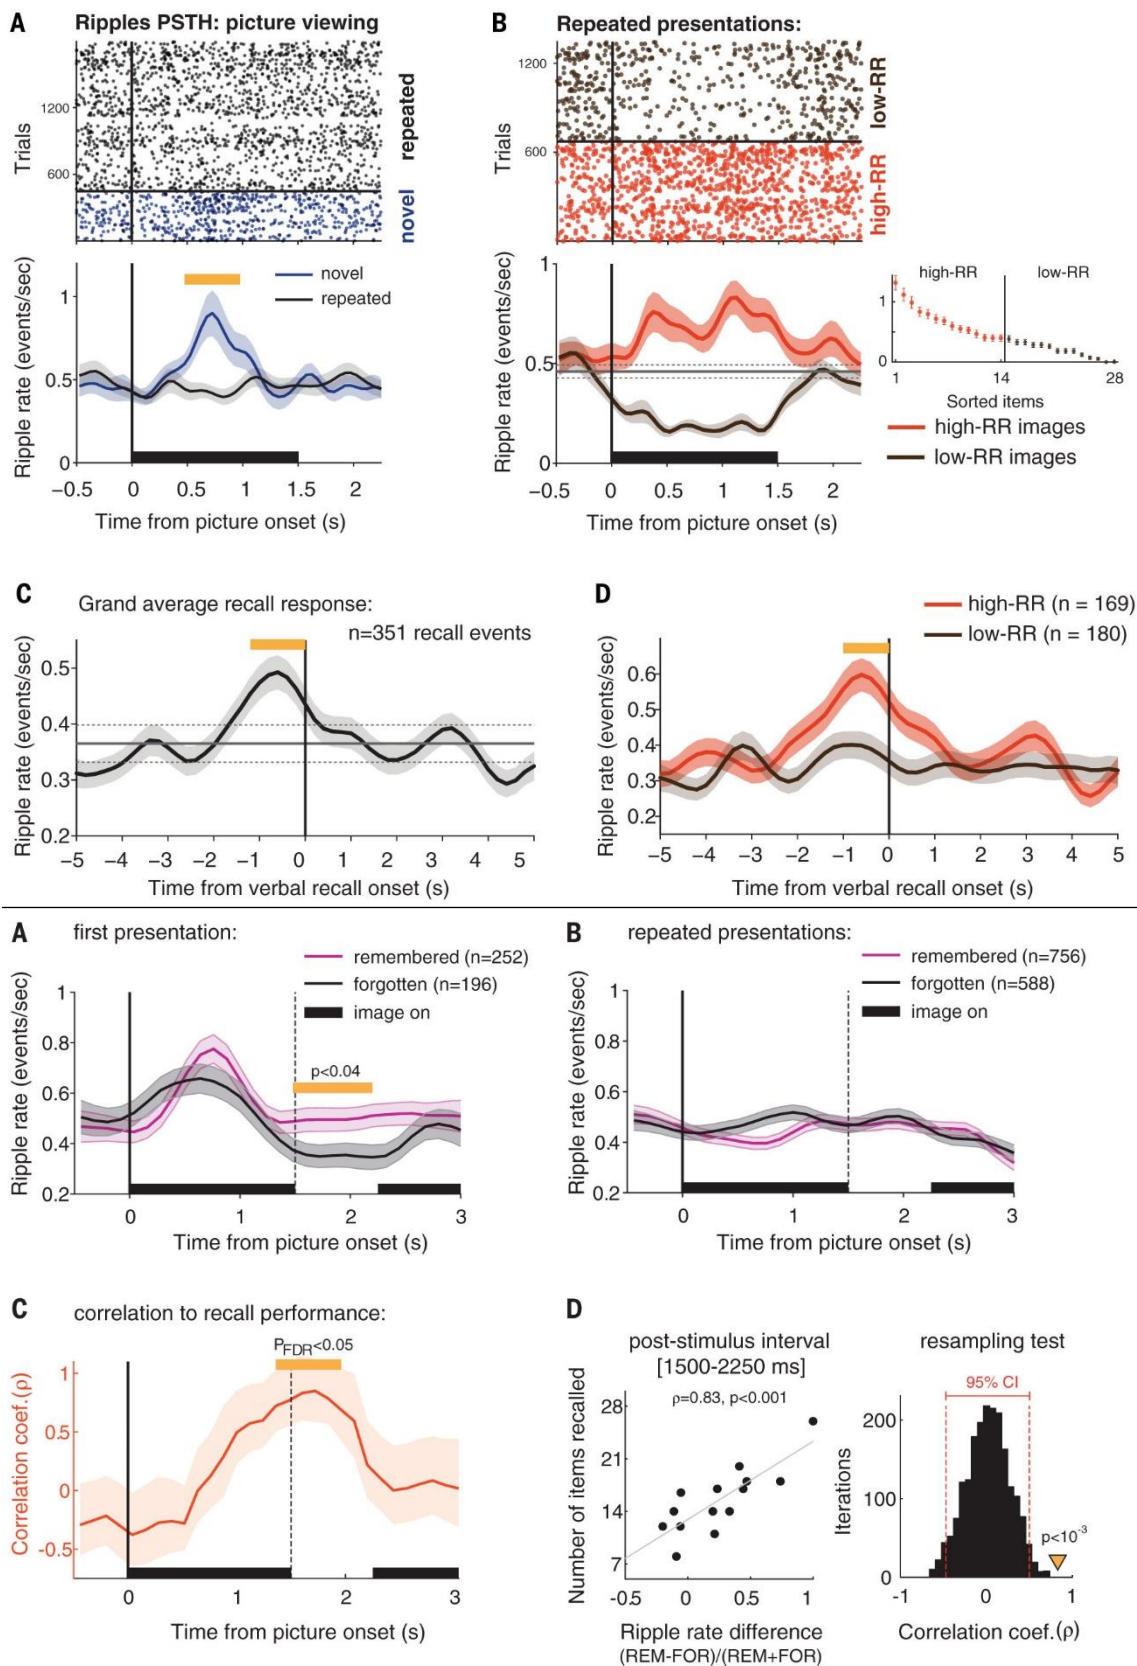 A
Ripples PSTH: picture viewing
Trials
1200
600
repeated
novel
Ripple rate (events/sec)
1
0.5
0
novel
repeated
−0.5 0 0.5 1 1.5 2
Time from picture onset (s)
B
Repeated presentations:
Trials
1200
600
low-RR
high-RR
Ripple rate (events/sec)
1
0.5
0
−0.5 0 0.5 1 1.5 2
Time from picture onset (s)
high-RR low-RR
1
0
1 14 28
Sorted items
high-RR images
low-RR images
C
Grand average recall response:
n=351 recall events
Ripple rate (events/sec)
0.5
0.4
0.3
0.2
−5 −4 −3 −2 −1 0 1 2 3 4 5
Time from verbal recall onset (s)
D
high-RR (n = 169)
low-RR (n = 180)
Ripple rate (events/sec)
0.6
0.5
0.4
0.3
0.2
−5 −4 −3 −2 −1 0 1 2 3 4 5
Time from verbal recall onset (s)
A
first presentation:
remembered (n=252)
forgotten (n=196)
image on
p<0.04
Ripple rate (events/sec)
1
0.8
0.6
0.4
0.2
0 1 2 3
Time from picture onset (s)
B
repeated presentations:
remembered (n=756)
forgotten (n=588)
image on
Ripple rate (events/sec)
1
0.8
0.6
0.4
0.2
0 1 2 3
Time from picture onset (s)
C
correlation to recall performance:
PFDR<0.05
Correlation coef.(ρ)
1
0.5
0
-0.5
0 1 2 3
Time from picture onset (s)
D
post-stimulus interval
[1500-2250 ms]
ρ=0.83, p<0.001
Number of items recalled
28
21
14
7
-0.5 0 0.5 1
Ripple rate difference
(REM-FOR)/(REM+FOR)
resampling test
95% CI
Iterations
200
100
0
p<10-3
-1 0 1
Correlation coef.(ρ)